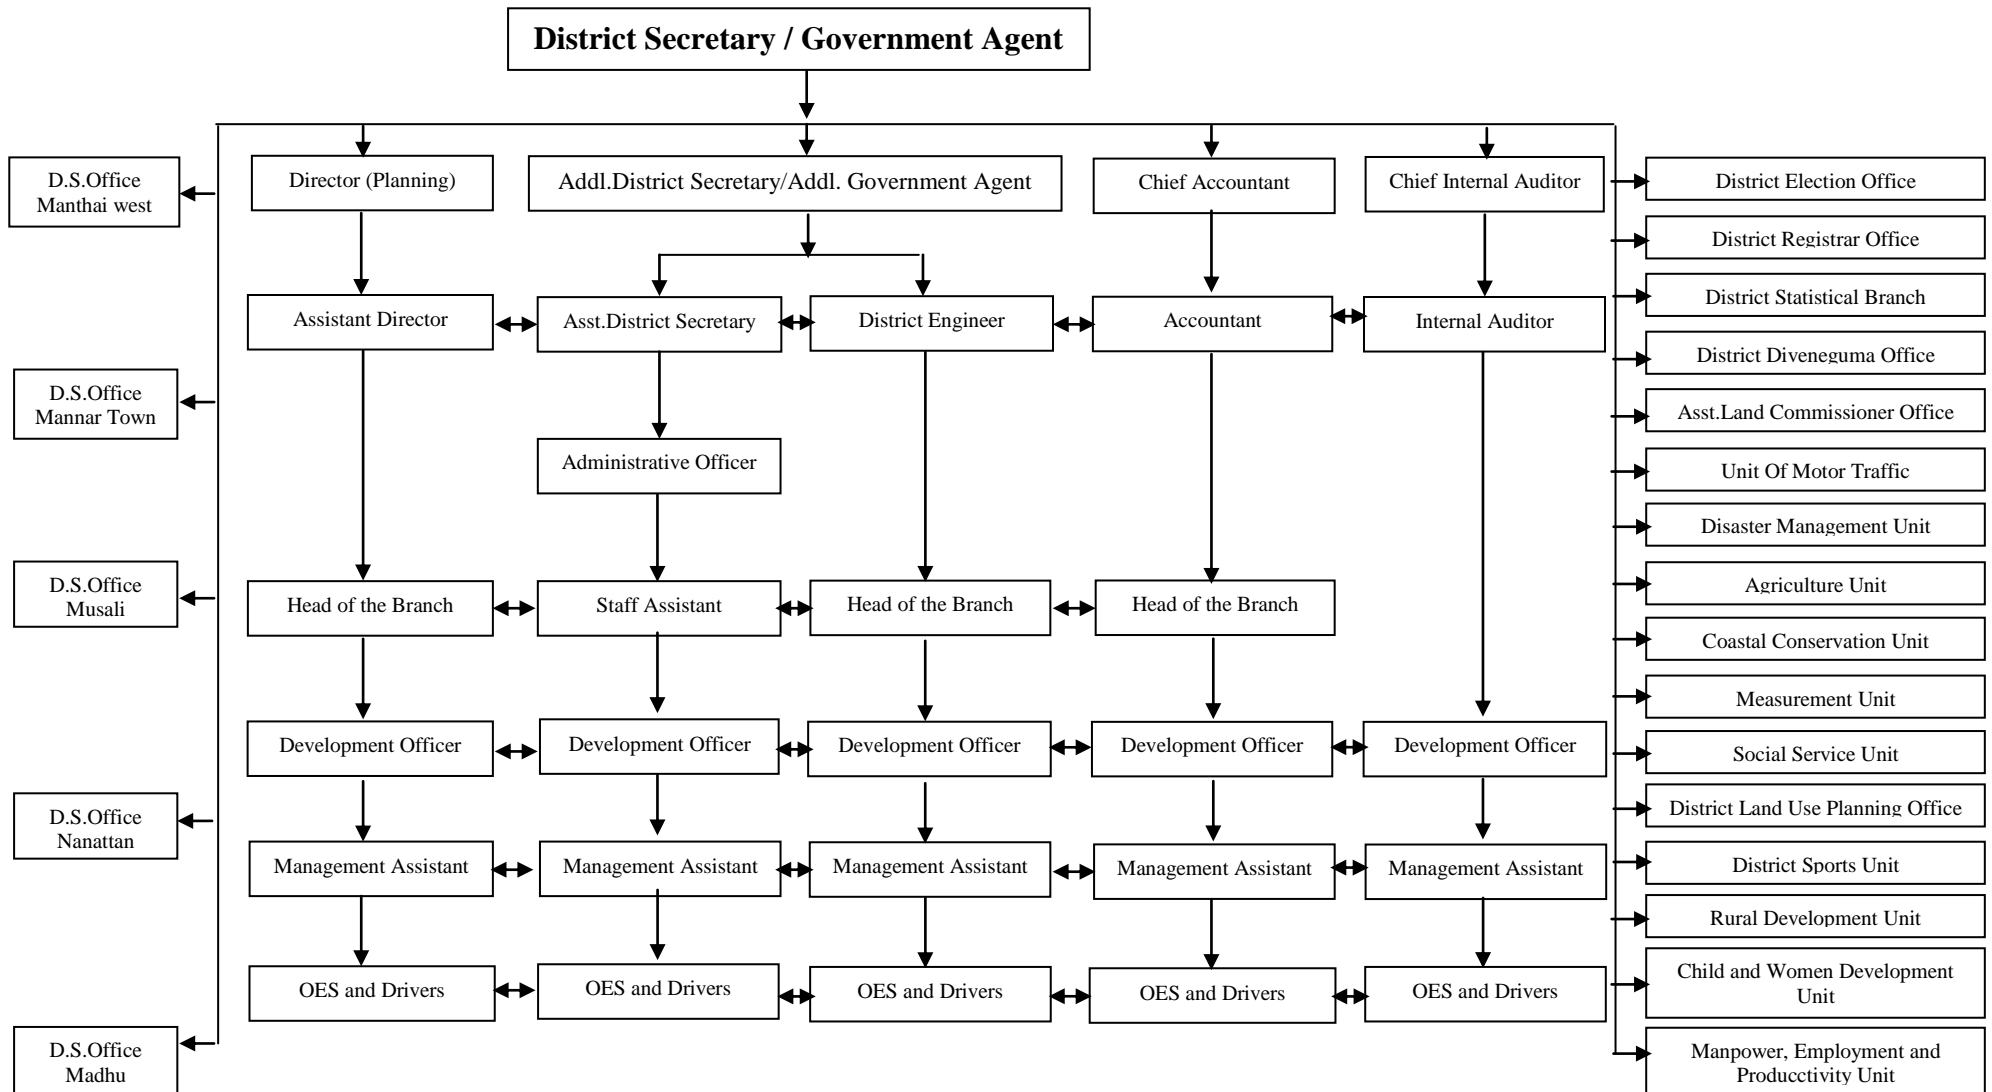 District Secretary / Government Agent
D.S.Office
Manthai west
Director (Planning)
Addl.District Secretary/Addl. Government Agent
Chief Accountant
Chief Internal Auditor
District Election Office
District Registrar Office
Assistant Director
Asst.District Secretary
District Engineer
Accountant
Internal Auditor
District Statistical Branch
District Diveneguma Office
D.S.Office
Mannar Town
Asst.Land Commissioner Office
Administrative Officer
Unit Of Motor Traffic
Disaster Management Unit
D.S.Office
Musali
Head of the Branch
Staff Assistant
Head of the Branch
Head of the Branch
Agriculture Unit
Coastal Conservation Unit
Measurement Unit
Development Officer
Development Officer
Development Officer
Development Officer
Development Officer
Social Service Unit
D.S.Office
Nanattan
District Land Use Planning Office
Management Assistant
Management Assistant
Management Assistant
Management Assistant
Management Assistant
District Sports Unit
Rural Development Unit
OES and Drivers
OES and Drivers
OES and Drivers
OES and Drivers
OES and Drivers
Child and Women Development
Unit
D.S.Office
Madhu
Manpower, Employment and
Producctivity Unit